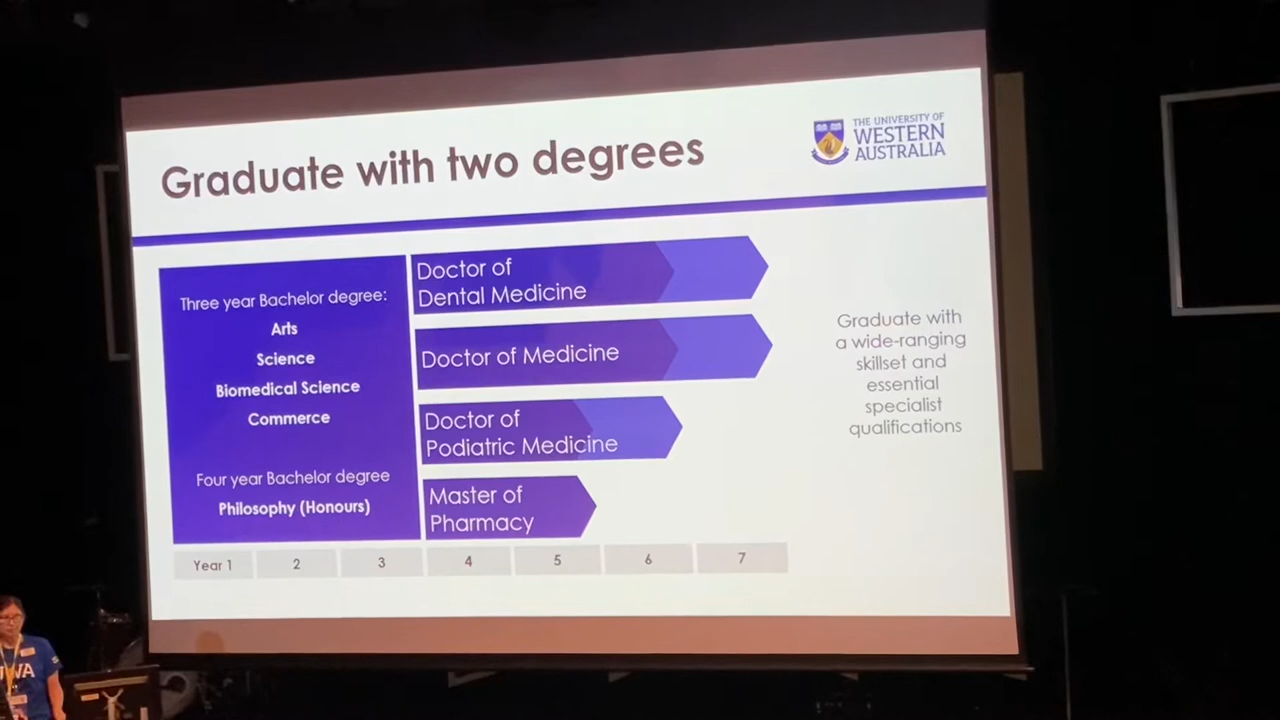 Graduate with two degrees
THE UNIVERSITY OF
WESTERN
AUSTRALIA
Three year Bachelor degree:
Arts
Science
Biomedical Science
Commerce
Four year Bachelor degree
Philosophy (Honours)
Doctor of
Dental Medicine
Doctor of Medicine
Doctor of
Podiatric Medicine
Master of
Pharmacy
Graduate with
a wide-ranging
skillset and
essential
specialist
qualifications
Year 1 2 3 4 5 6 7